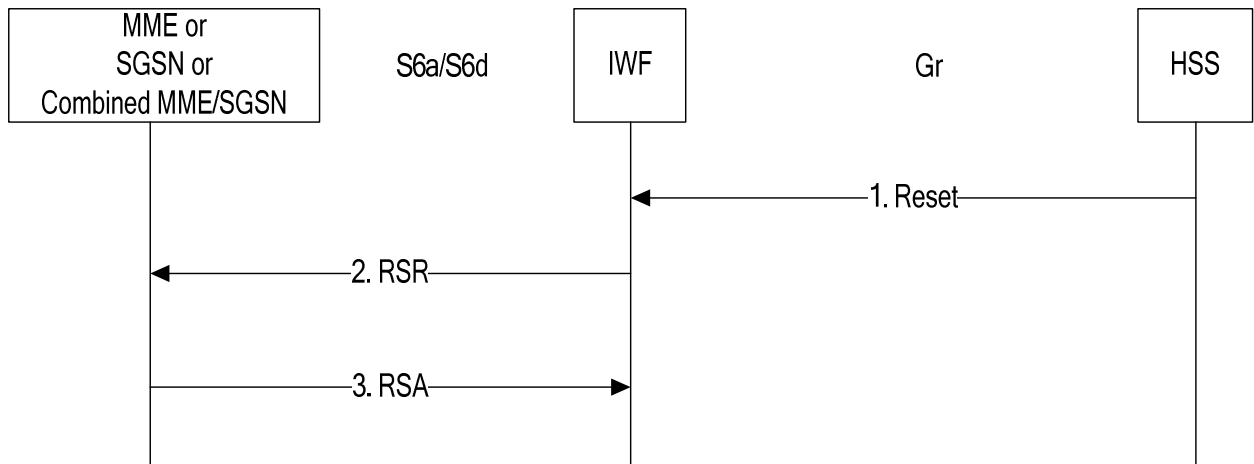 MME or
SGSN or
Combined MME/SGSN
S6a/S6d
IWF
Gr
HSS
1. Reset
2. RSR
3. RSA